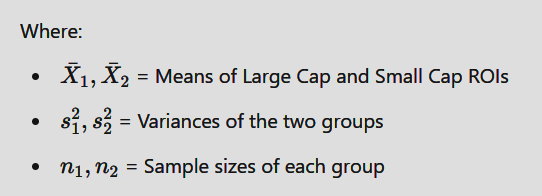 Where:
• X̄₁, X̄₂ = Means of Large Cap and Small Cap ROIs
• s₁², s₂² = Variances of the two groups
• n₁, n₂ = Sample sizes of each group